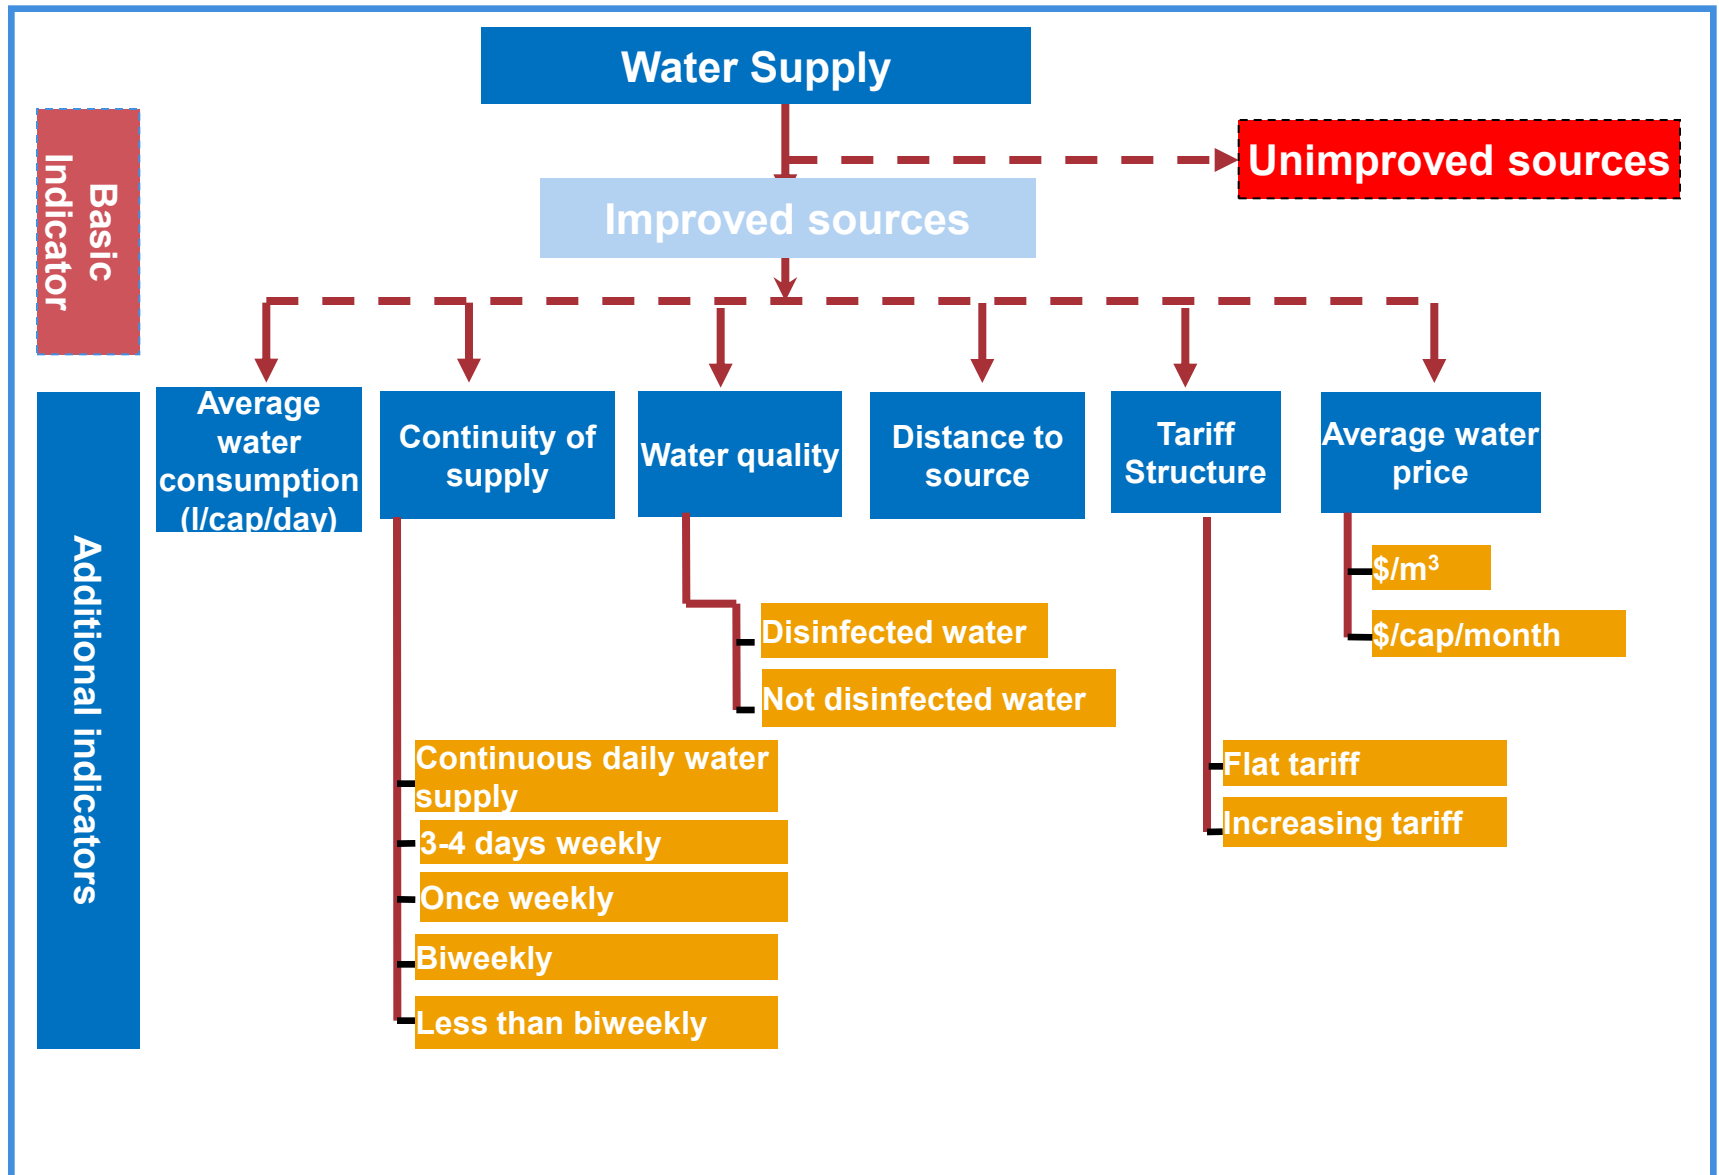 Water Supply
Unimproved sources
Improved sources
Basic
Indicator
Average
water
consumption
(l/cap/day)
Continuity of
supply
Water quality
Distance to
source
Tariff
Structure
Average water
price
Additional indicators
$/m³
$/cap/month
Disinfected water
Not disinfected water
Continuous daily water
supply
3-4 days weekly
Once weekly
Biweekly
Less than biweekly
Flat tariff
Increasing tariff